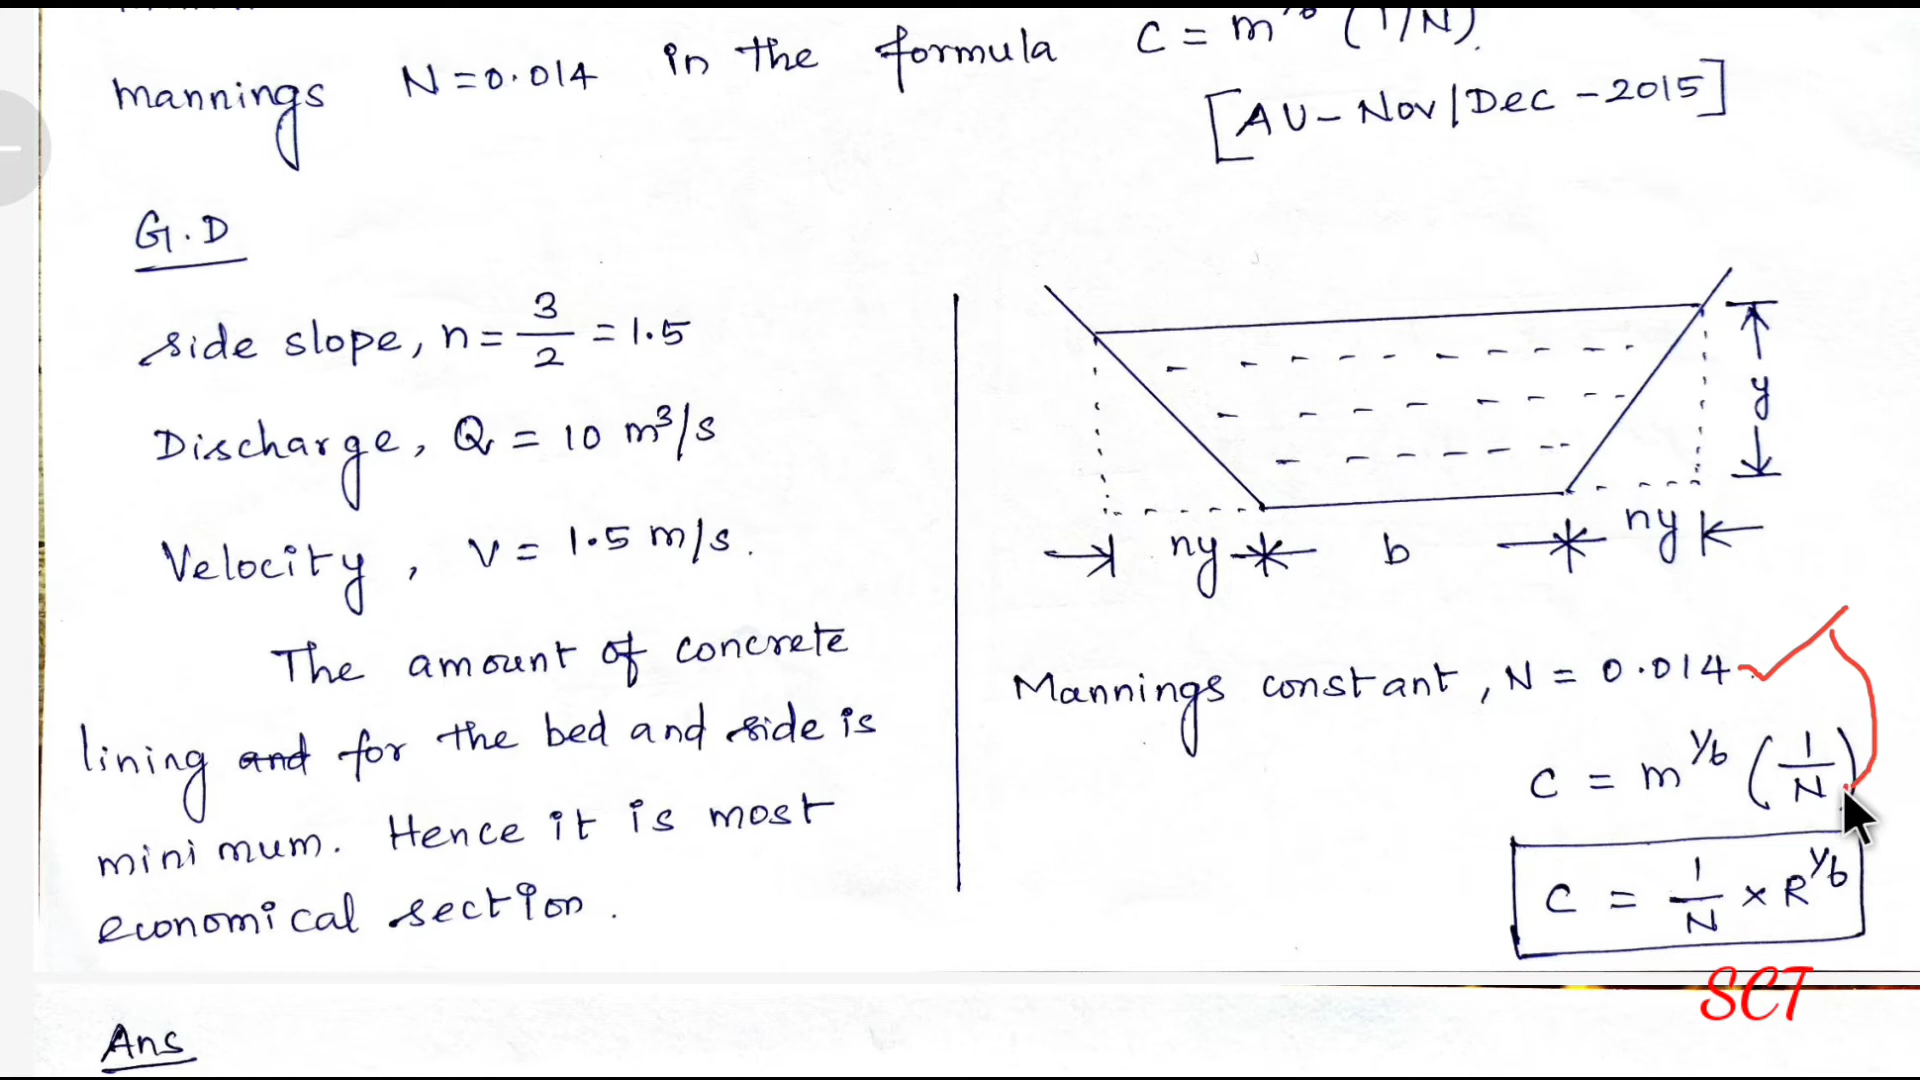 mannings N = 0.014 in the formula C = m^1/6 (1/N).
[AU - Nov/Dec - 2015]
G.D
side slope, n = 3/2 = 1.5
Discharge, Q = 10 m³/s
Velocity, V = 1.5 m/s.
The amount of concrete
lining and for the bed and side is
minimum. Hence it is most
economical section.
y
ny b ny
Mannings constant, N = 0.014.
C = m^1/6 (1/N)
C = 1/N × R^1/6
SCT
Ans